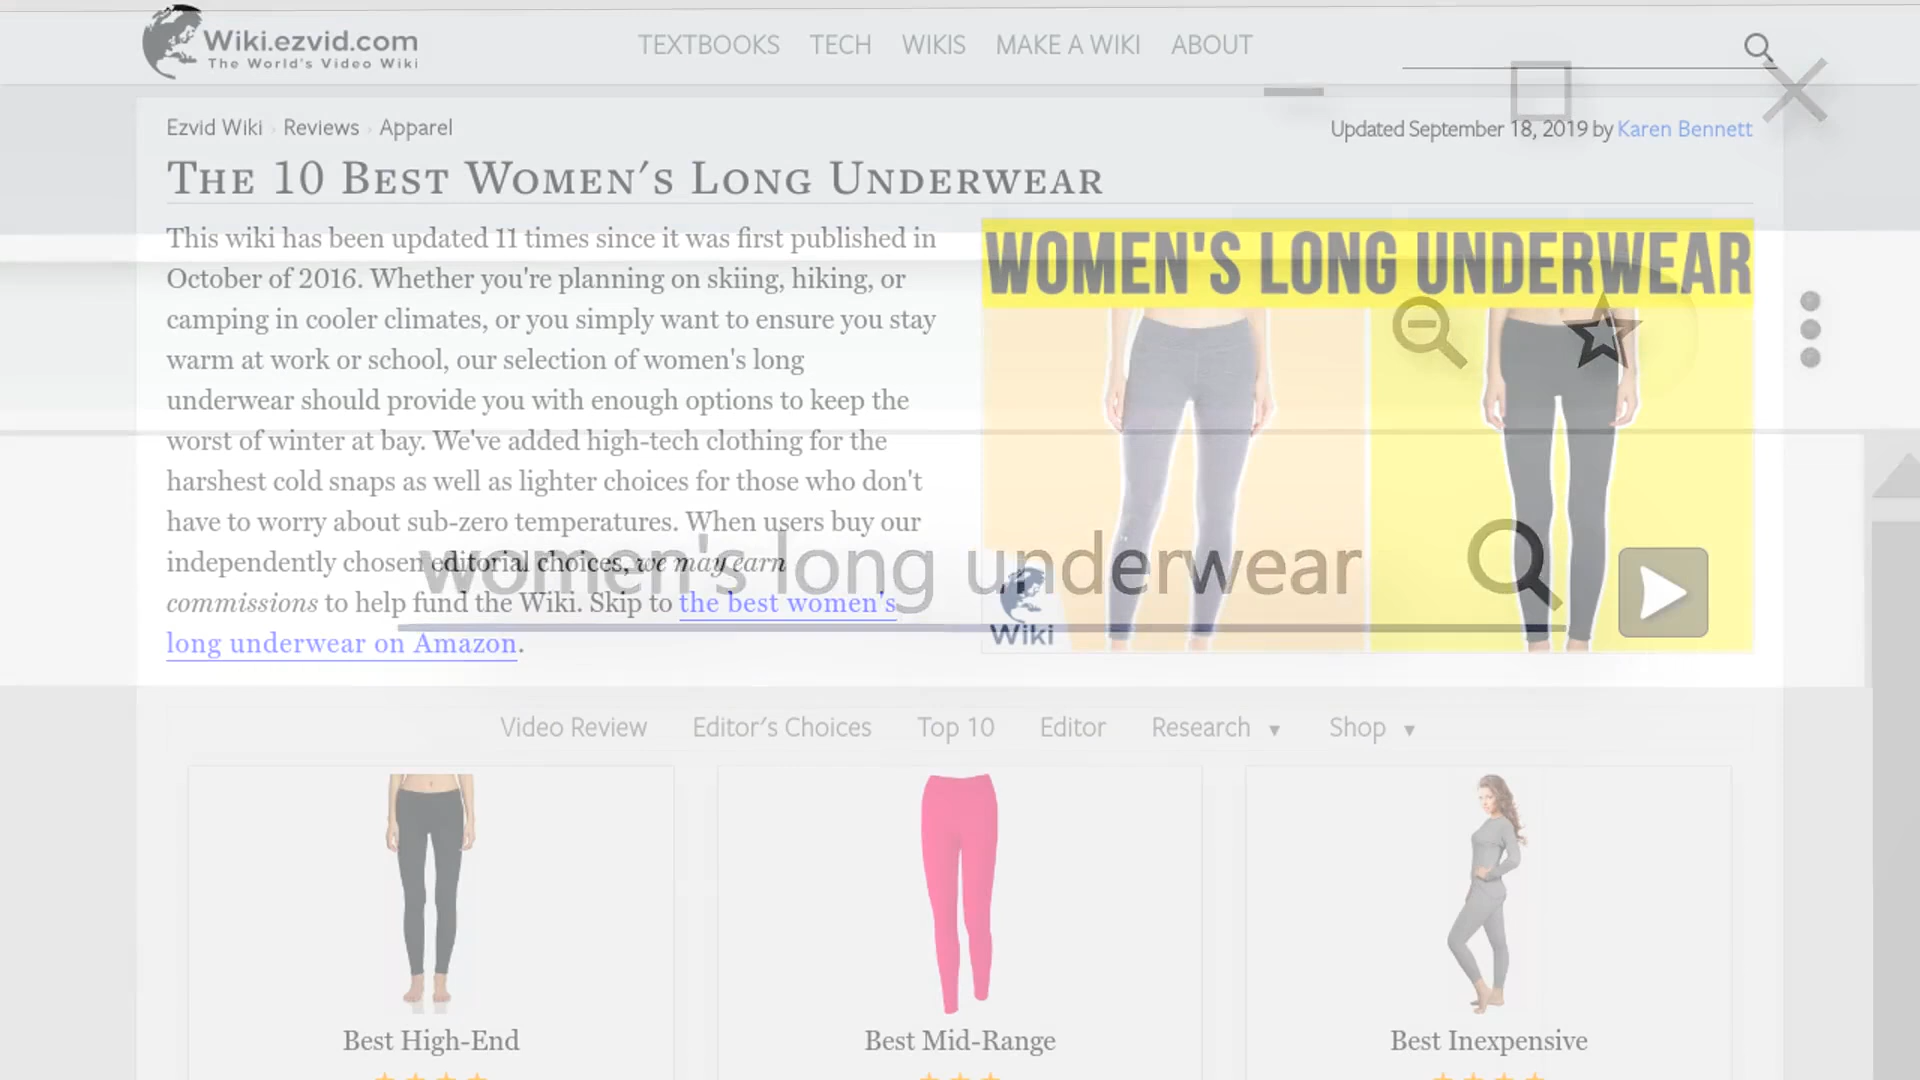 Wiki.ezvid.com
The World's Video Wiki
TEXTBOOKS TECH WIKIS MAKE A WIKI ABOUT
Ezvid Wiki › Reviews › Apparel
Updated September 18, 2019 by Karen Bennett
The 10 Best Women's Long Underwear
This wiki has been updated 11 times since it was first published in
October of 2016. Whether you're planning on skiing, hiking, or
camping in cooler climates, or you simply want to ensure you stay
warm at work or school, our selection of women's long
underwear should provide you with enough options to keep the
worst of winter at bay. We've added high-tech clothing for the
harshest cold snaps as well as lighter choices for those who don't
have to worry about sub-zero temperatures. When users buy our
independently chosen editorial choices, we may earn
commissions to help fund the Wiki. Skip to the best women's
long underwear on Amazon.
WOMEN'S LONG UNDERWEAR
Wiki
women's long underwear
Video Review Editor's Choices Top 10 Editor Research ▼ Shop ▼
Best High-End
Best Mid-Range
Best Inexpensive